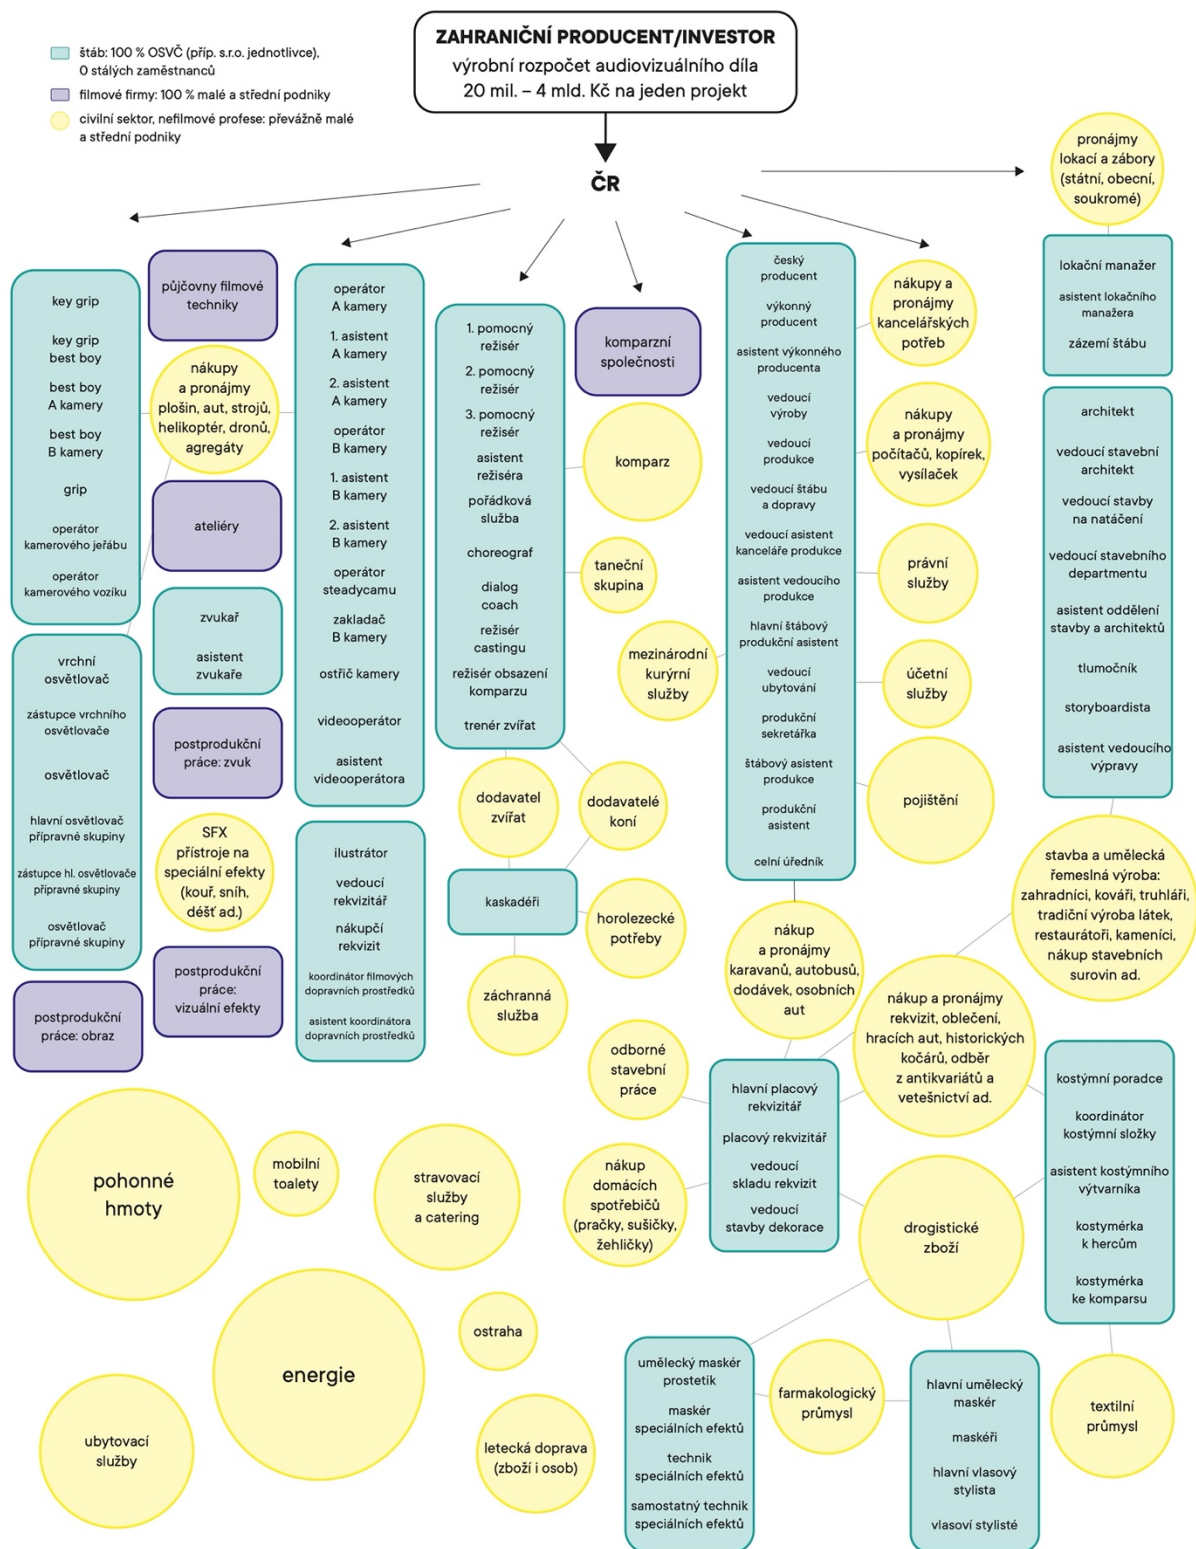 ZAHRANIČNÍ PRODUCENT/INVESTOR
výrobní rozpočet audiovizuálního díla
20 mil. – 4 mld. Kč na jeden projekt
štáb: 100 % OSVČ (příp. s.r.o. jednotlivce),
0 stálých zaměstnanců
filmové firmy: 100 % malé a střední podniky
civilní sektor, nefilmové profese: převážně malé
a střední podniky
ČR
key grip
key grip
best boy
best boy
A kamery
best boy
B kamery
grip
operátor
kamerového jeřábu
operátor
kamerového vozíku
vrchní
osvětlovač
zástupce vrchního
osvětlovače
osvětlovač
hlavní osvětlovač
přípravné skupiny
zástupce hl. osvětlovače
přípravné skupiny
osvětlovač
přípravné skupiny
postprodukční
práce: obraz
půjčovny filmové
techniky
nákupy
a pronájmy
plošin, aut, strojů,
helikoptér, dronů,
agregáty
ateliéry
zvukař
asistent
zvukaře
postprodukční
práce: zvuk
SFX
přístroje na
speciální efekty
(kouř, sníh,
déšť ad.)
postprodukční
práce:
vizuální efekty
operátor
A kamery
1. asistent
A kamery
2. asistent
A kamery
operátor
B kamery
1. asistent
B kamery
2. asistent
B kamery
operátor
steadycamu
zakladač
B kamery
ostřič kamery
videooperátor
asistent
videooperátora
ilustrátor
vedoucí
rekvizitář
nákupčí
rekvizit
koordinátor filmových
dopravních prostředků
asistent koordinátora
dopravních prostředků
1. pomocný
režisér
2. pomocný
režisér
3. pomocný
režisér
asistent
režiséra
pořádková
služba
choreograf
dialog
coach
režisér
castingu
režisér obsazení
komparzu
trenér zvířat
komparzní
společnosti
komparz
taneční
skupina
mezinárodní
kurýrní
služby
dodavatel
zvířat
dodavatelé
koní
kaskadéři
horolezecké
potřeby
záchranná
služba
český
producent
výkonný
producent
asistent výkonného
producenta
vedoucí
výroby
vedoucí
produkce
vedoucí štábu
a dopravy
vedoucí asistent
kanceláře produkce
asistent vedoucího
produkce
hlavní štábový
produkční asistent
vedoucí
ubytování
produkční
sekretářka
štábový asistent
produkce
produkční
asistent
celní úředník
nákupy a
pronájmy
kancelářských
potřeb
nákupy
a pronájmy
počítačů, kopírek,
vysílaček
právní
služby
účetní
služby
pojištění
pronájmy
lokací a zábory
(státní, obecní,
soukromé)
lokační manažer
asistent lokačního
manažera
zázemí štábu
architekt
vedoucí stavební
architekt
vedoucí stavby
na natáčení
vedoucí stavebního
departmentu
asistent oddělení
stavby a architektů
tlumočník
storyboardista
asistent vedoucího
výpravy
stavba a umělecká
řemeslná výroba:
zahradníci, kováři, truhláři,
tradiční výroba látek,
restaurátoři, kameníci,
nákup stavebních
surovin ad.
nákup
a pronájmy
karavanů, autobusů,
dodávek, osobních
aut
nákup a pronájmy
rekvizit, oblečení,
hracích aut, historických
kočárů, odběr
z antikvariátů a
vetešnictví ad.
odborné
stavební
práce
hlavní placový
rekvizitář
placový rekvizitář
vedoucí
skladu rekvizit
vedoucí
stavby dekorace
nákup
domácích
spotřebičů
(pračky, sušičky,
žehličky)
drogistické
zboží
kostýmní poradce
koordinátor
kostýmní složky
asistent kostýmního
výtvarníka
kostymérka
k hercům
kostymérka
ke komparsu
textilní
průmysl
umělecký maskér
prostetik
maskér
speciálních efektů
technik
speciálních efektů
samostatný technik
speciálních efektů
farmakologický
průmysl
hlavní umělecký
maskér
maskéři
hlavní vlasový
stylista
vlasoví stylisté
pohonné
hmoty
mobilní
toalety
stravovací
služby
a catering
energie
ostraha
ubytovací
služby
letecká doprava
(zboží i osob)